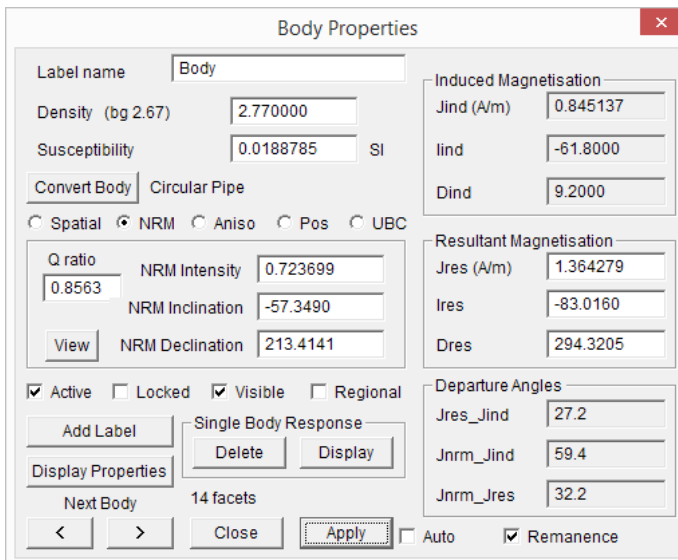 Body Properties
Label name Body
Density (bg 2.67) 2.770000
Susceptibility 0.0188785 SI
Convert Body Circular Pipe
Spatial NRM Aniso Pos UBC
Q ratio
0.8563
NRM Intensity 0.723699
NRM Inclination -57.3490
View NRM Declination 213.4141
Active Locked Visible Regional
Add Label
Display Properties
Single Body Response
Delete Display
Next Body
14 facets
< > Close Apply Auto Remanence
Induced Magnetisation
Jind (A/m) 0.845137
Iind -61.8000
Dind 9.2000
Resultant Magnetisation
Jres (A/m) 1.364279
Ires -83.0160
Dres 294.3205
Departure Angles
Jres_Jind 27.2
Jnrm_Jind 59.4
Jnrm_Jres 32.2